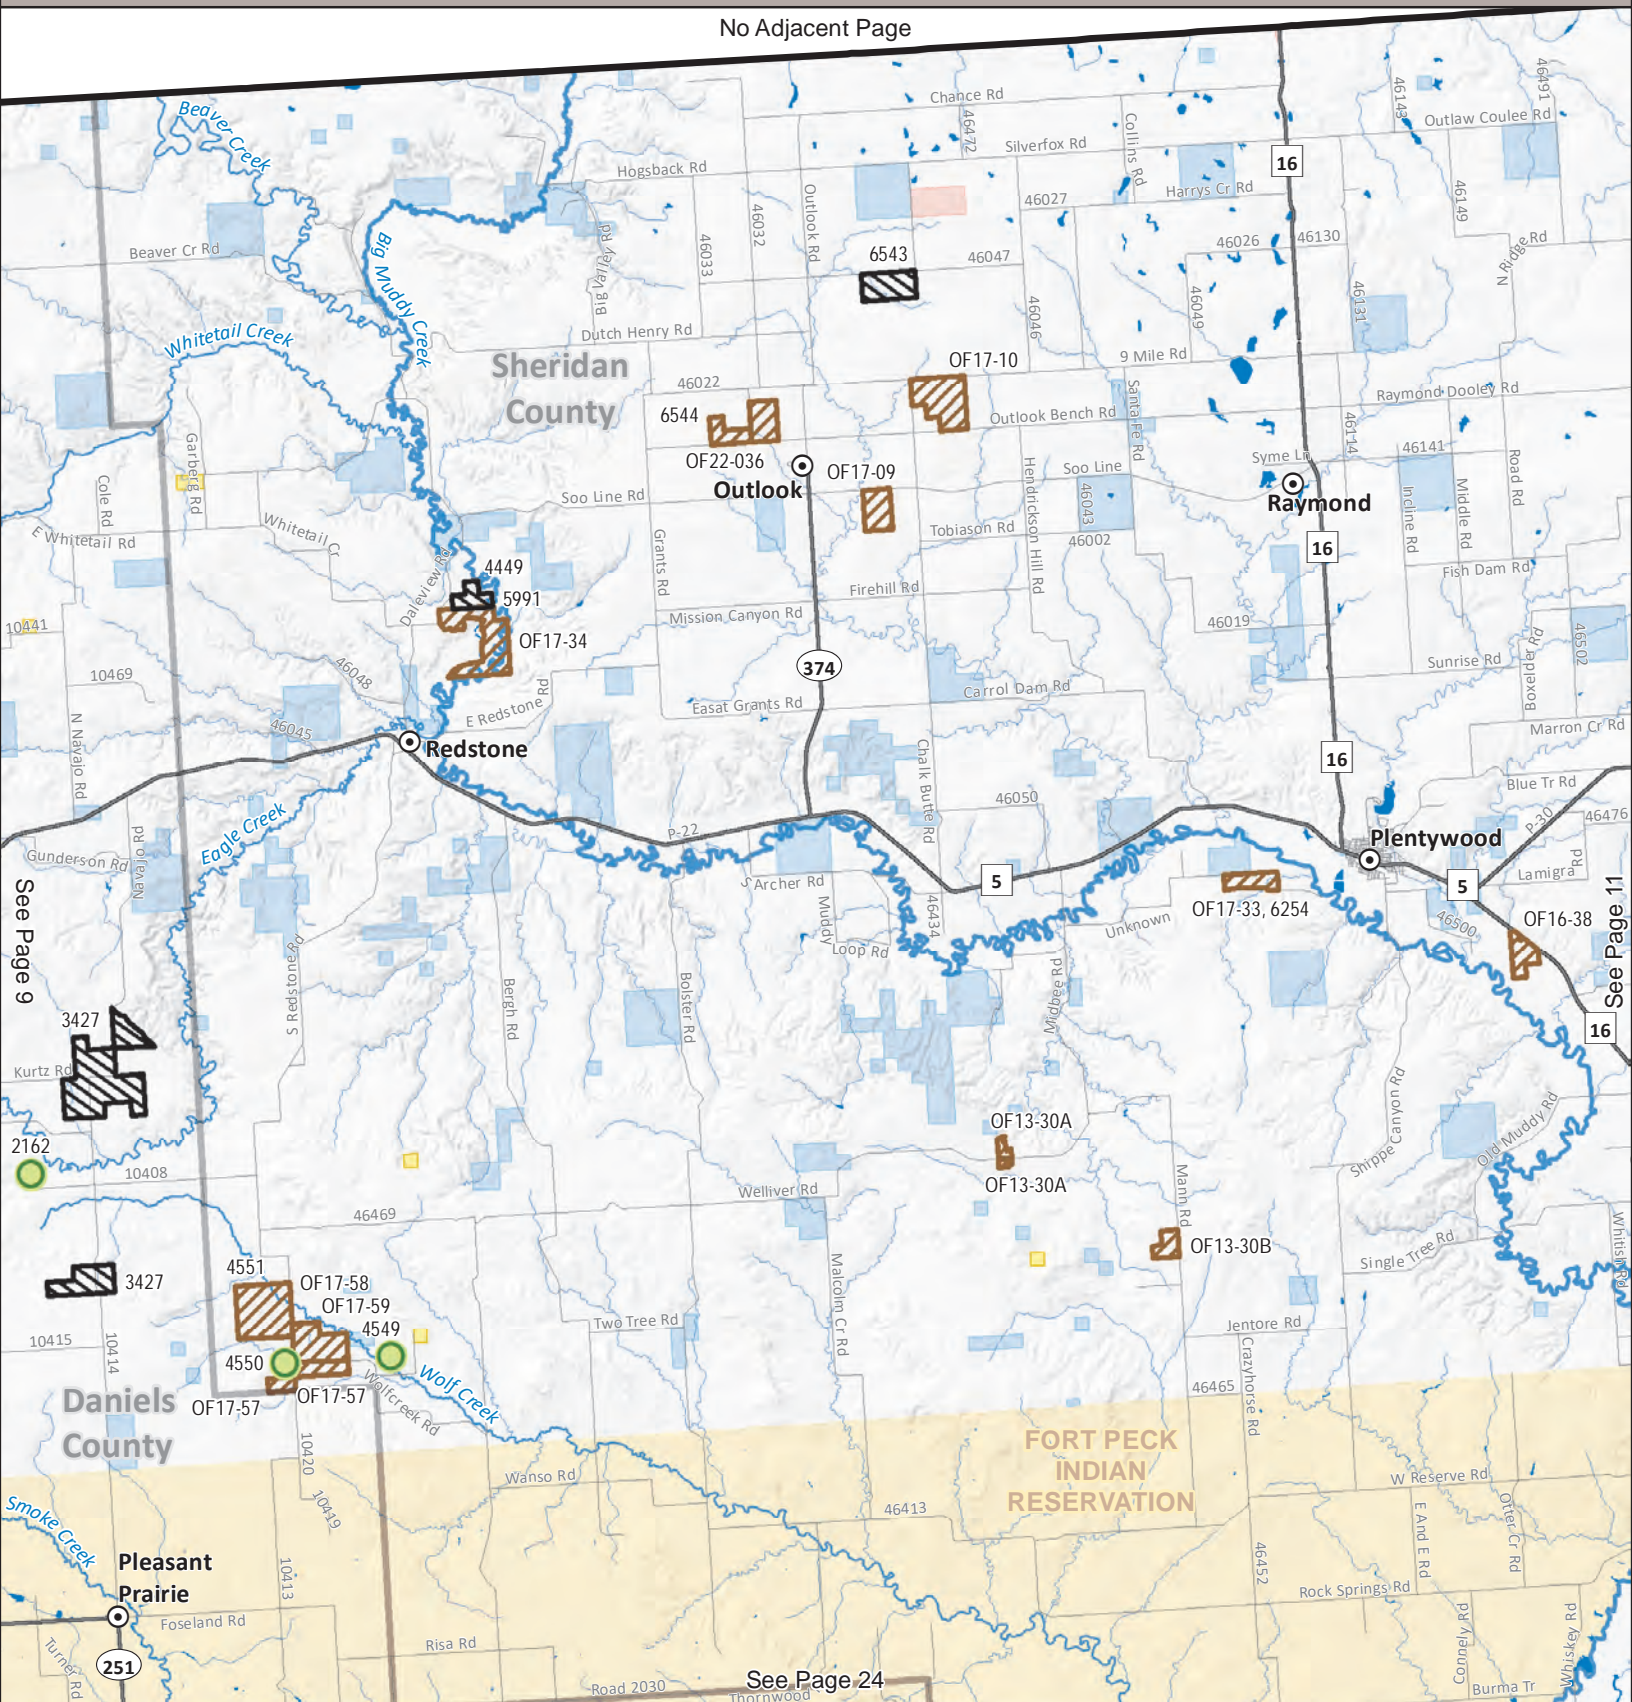 No Adjacent Page
Beaver Creek
Chance Rd
46472
Collins Rd
46143
46491
Outlaw Coulee Rd
Silverfox Rd
16
Hogsback Rd
Harrys Cr Rd
46027
46149
Outlook Rd
46032
46033
Big Valley Rd
Beaver Cr Rd
Big Muddy Creek
6543
46047
46026
46130
N Ridge Rd
46131
46049
46046
Whitetail Creek
Dutch Henry Rd
Sheridan
County
OF17-10
9 Mile Rd
46022
Raymond Dooley Rd
6544
Outlook Bench Rd
Santa Fe Rd
46114
46141
OF22-036
OF17-09
Soo Line
Syme Ln
Outlook
Raymond
Garberg Rd
Cole Rd
Soo Line Rd
46043
Hendrickson Hill Rd
Incline Rd
Middle Rd
Road Rd
Whitetail Cr
E Whitetail Rd
Tobiason Rd
46002
16
Grants Rd
Daleview Rd
4449
5991
Firehill Rd
Fish Dam Rd
Mission Canyon Rd
46019
10441
OF17-34
46502
Boxelder Rd
374
Sunrise Rd
10469
46048
Carrol Dam Rd
E Redstone Rd
Easat Grants Rd
N Navajo Rd
46045
Marron Cr Rd
Redstone
16
Chalk Butte Rd
Blue Tr Rd
46050
Eagle Creek
P-22
P-30
46476
Plentywood
Navajo Rd
Gunderson Rd
5
5
Lamigra Rd
Archer Rd
See Page 9
Muddy
Loop Rd
46434
OF17-33, 6254
46500
OF16-38
See Page 11
Unknown
S Redstone Rd
Bergh Rd
Bolster Rd
Midbee Rd
16
3427
Kurtz Rd
Shippe Canyon Rd
Old Muddy Rd
2162
OF13-30A
10408
OF13-30A
Welliver Rd
Manh Rd
46469
Whitish Rd
OF13-30B
Single Tree Rd
3427
4551
OF17-58
Malcolm Cr Rd
OF17-59
4549
Two Tree Rd
Jentore Rd
10415
10414
4550
Wolf Creek
Crazyhorse Rd
Wolfcreek Rd
46465
OF17-57
OF17-57
Daniels
County
FORT PECK
INDIAN
RESERVATION
10420
Wanso Rd
W Reserve Rd
10419
46413
Smoke Creek
E And E Rd
Otter Cr Rd
Pleasant
Prairie
10413
46452
Rock Springs Rd
Foseland Rd
Connely Rd
Whiskey Rd
Risa Rd
Turner Rd
251
See Page 24
Road 2030
Thornwood
Burma Tr